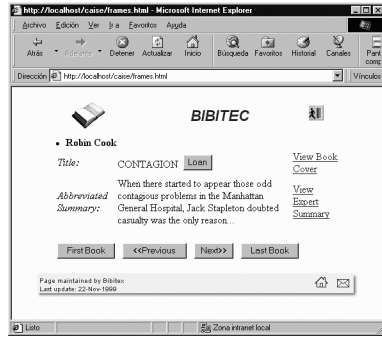 http://localhost/caise/frames.html - Microsoft Internet Explorer
Archivo Edición Ver Ir a Favoritos Ayuda
Atrás Adelante Detener Actualizar Inicio Búsqueda Favoritos Historial Canales Pant
comp
Dirección http://localhost/caise/frames.html Vínculos
BIBITEC
• Robin Cook
Title: CONTAGION Loan
View Book
Cover
Abbreviated
Summary:
When there started to appear those odd
contagious problems in the Manhattan
General Hospital, Jack Stapleton doubted
casualty was the only reason...
View
Expert
Summary
First Book <<Previous Next>> Last Book
Page maintained by Bibitex
Last update: 22-Nov-1999
Listo Zona intranet local